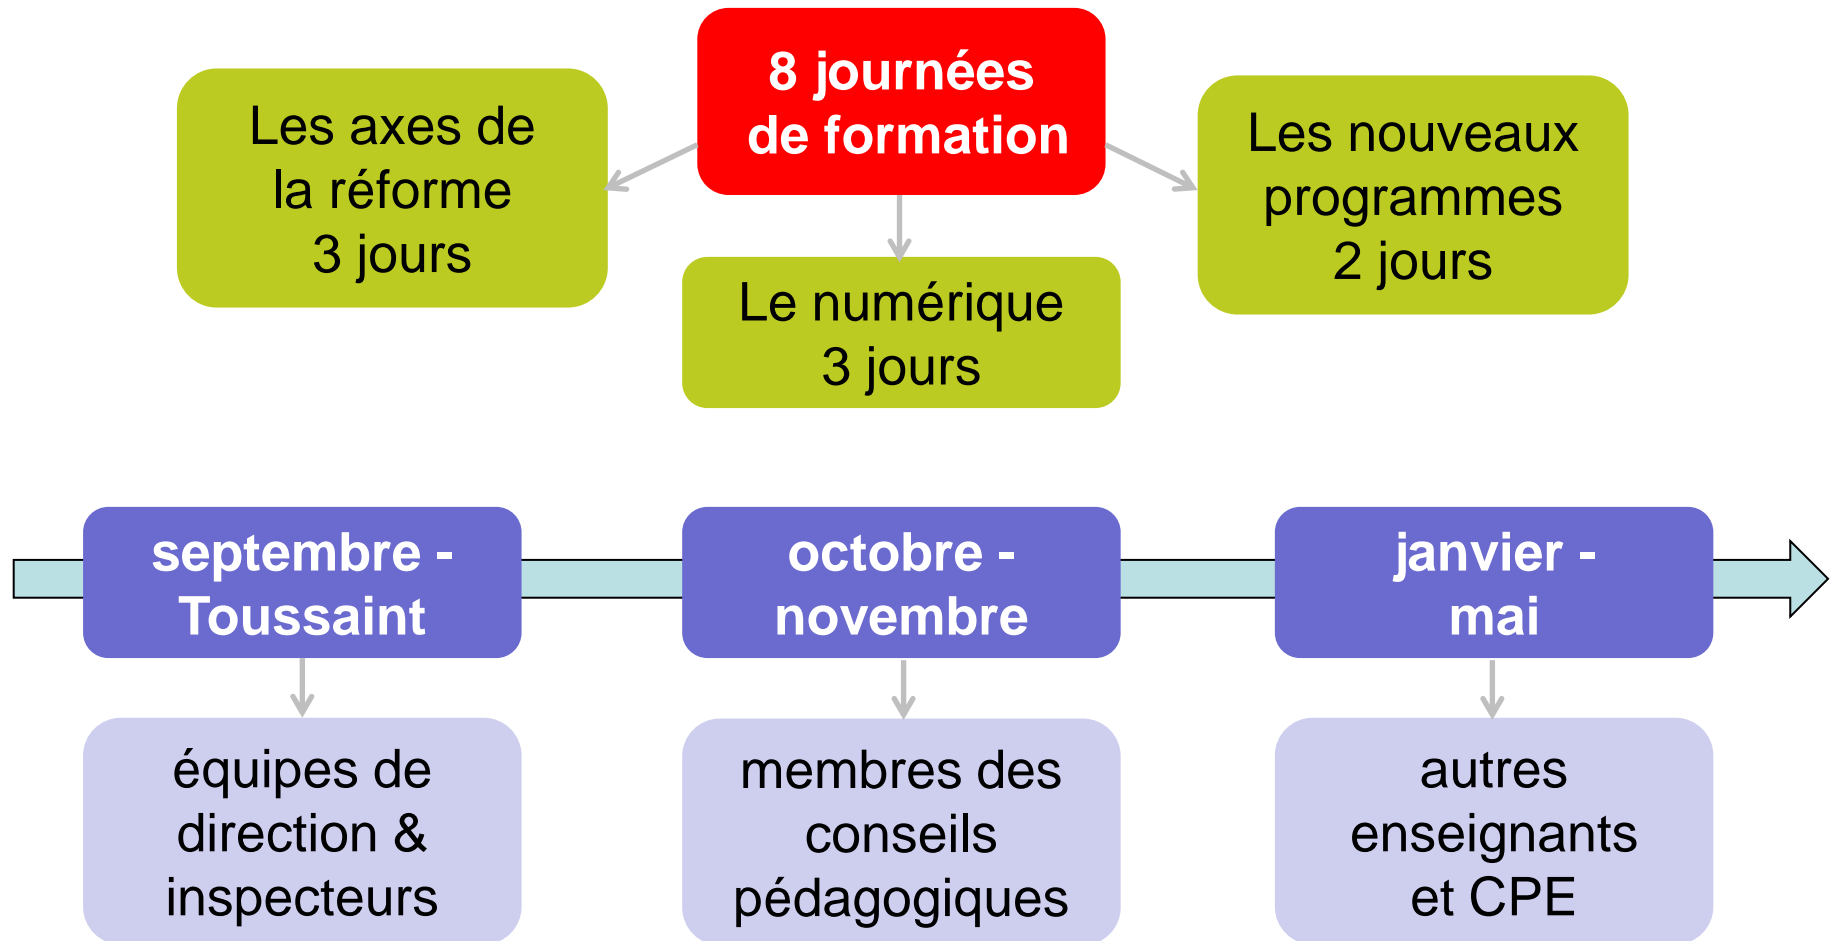 8 journées
de formation
Les axes de
la réforme
3 jours
Le numérique
3 jours
Les nouveaux
programmes
2 jours
septembre -
Toussaint
octobre -
novembre
janvier -
mai
équipes de
direction &
inspecteurs
membres des
conseils
pédagogiques
autres
enseignants
et CPE